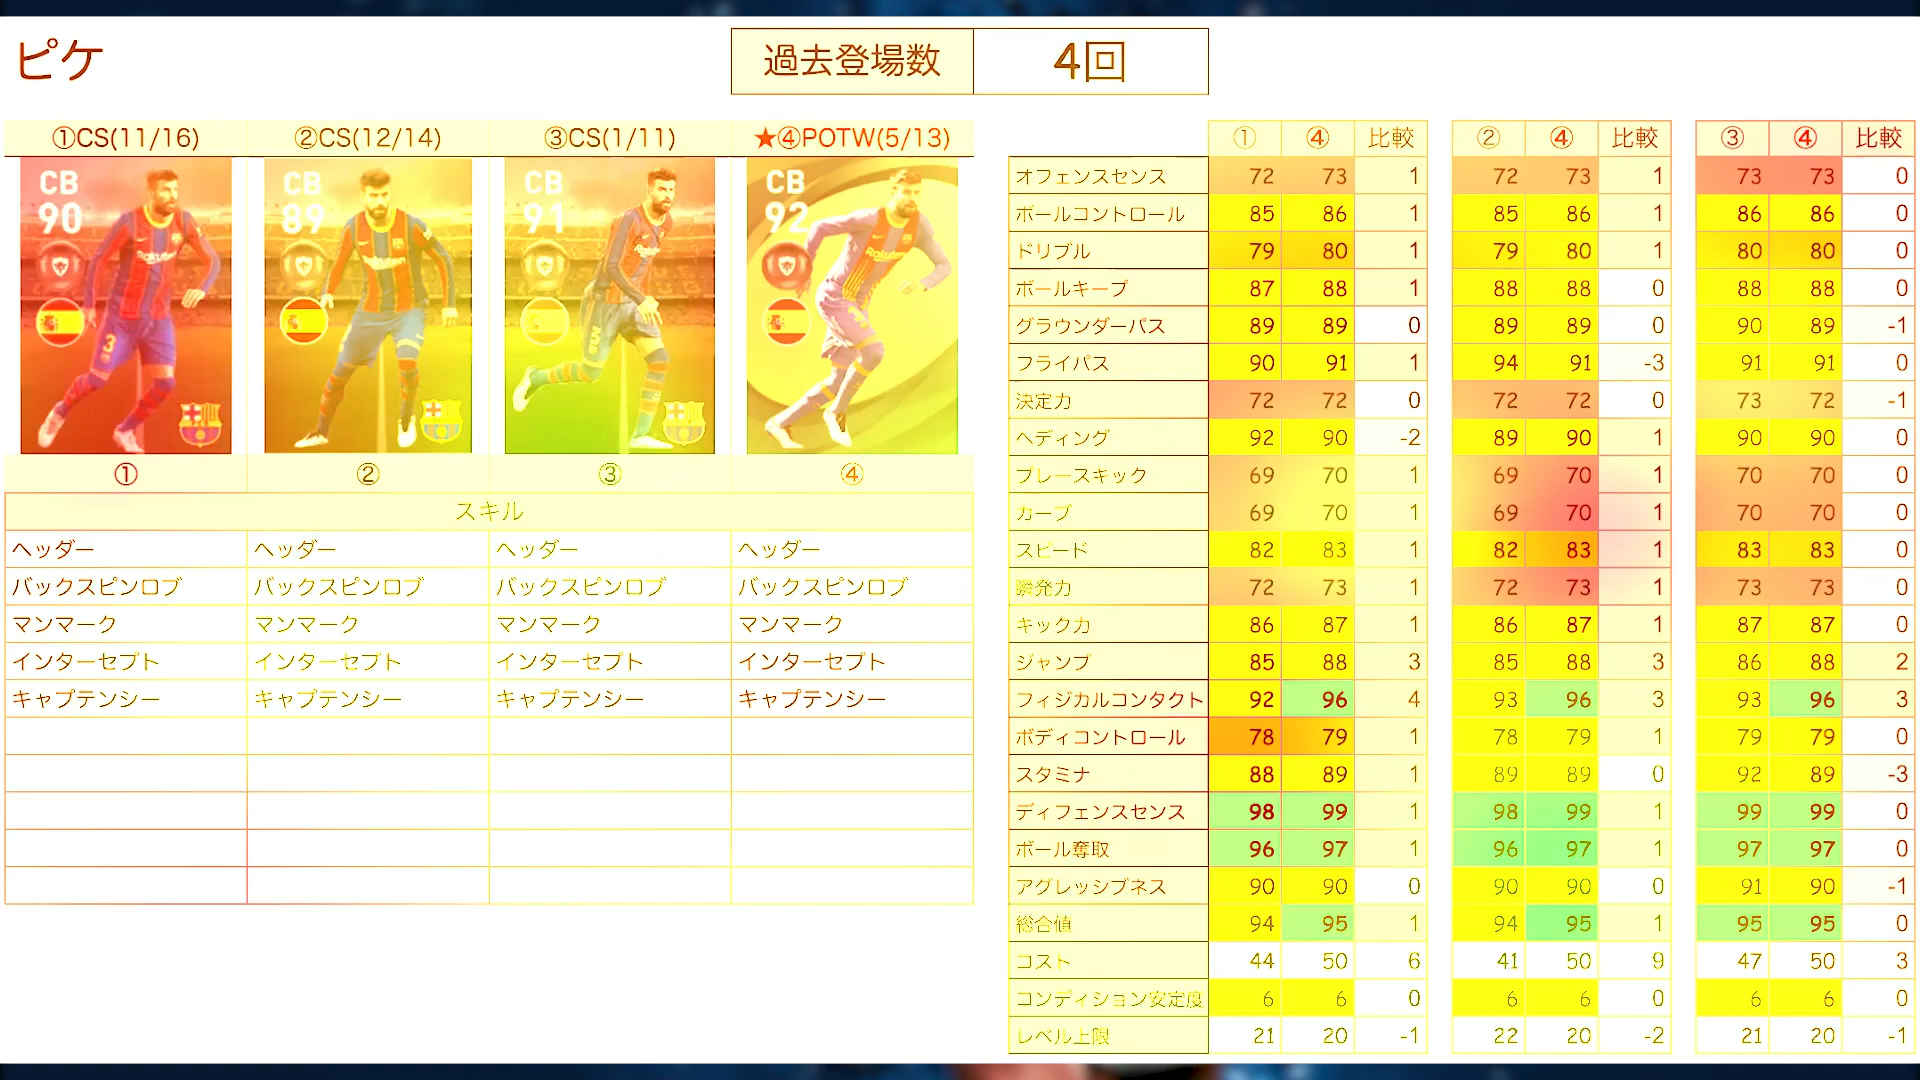 ピケ
過去登場数 4回
①CS(11/16) ②CS(12/14) ③CS(1/11) ★④POTW(5/13)
CB 90 CB 89 CB 91 CB 92
① ② ③ ④
スキル
ヘッダー ヘッダー ヘッダー ヘッダー
バックスピンロブ バックスピンロブ バックスピンロブ バックスピンロブ
マンマーク マンマーク マンマーク マンマーク
インターセプト インターセプト インターセプト インターセプト
キャプテンシー キャプテンシー キャプテンシー キャプテンシー
① ④ 比較 ② ④ 比較 ③ ④ 比較
オフェンスセンス 72 73 1 72 73 1 73 73 0
ボールコントロール 85 86 1 85 86 1 86 86 0
ドリブル 79 80 1 79 80 1 80 80 0
ボールキープ 87 88 1 88 88 0 88 88 0
グラウンダーパス 89 89 0 89 89 0 90 89 -1
フライパス 90 91 1 94 91 -3 91 91 0
決定力 72 72 0 72 72 0 73 72 -1
ヘディング 92 90 -2 89 90 1 90 90 0
プレースキック 69 70 1 69 70 1 70 70 0
カーブ 69 70 1 69 70 1 70 70 0
スピード 82 83 1 82 83 1 83 83 0
瞬発力 72 73 1 72 73 1 73 73 0
キック力 86 87 1 86 87 1 87 87 0
ジャンプ 85 88 3 85 88 3 86 88 2
フィジカルコンタクト 92 96 4 93 96 3 93 96 3
ボディコントロール 78 79 1 78 79 1 79 79 0
スタミナ 88 89 1 89 89 0 92 89 -3
ディフェンスセンス 98 99 1 98 99 1 99 99 0
ボール奪取 96 97 1 96 97 1 97 97 0
アグレッシブネス 90 90 0 90 90 0 91 90 -1
総合値 94 95 1 94 95 1 95 95 0
コスト 44 50 6 41 50 9 47 50 3
コンディション安定度 6 6 0 6 6 0 6 6 0
レベル上限 21 20 -1 22 20 -2 21 20 -1